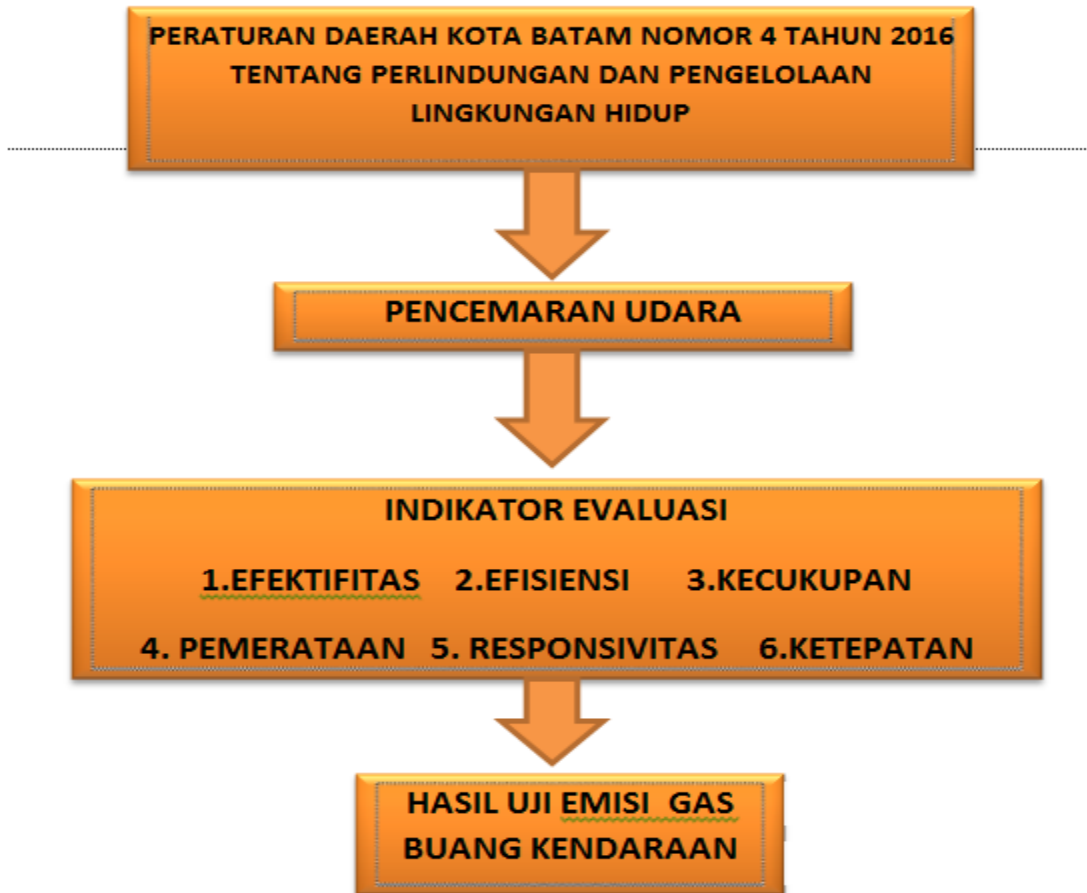 PERATURAN DAERAH KOTA BATAM NOMOR 4 TAHUN 2016
TENTANG PERLINDUNGAN DAN PENGELOLAAN
LINGKUNGAN HIDUP
PENCEMARAN UDARA
INDIKATOR EVALUASI
1.EFEKTIFITAS 2.EFISIENSI 3.KECUKUPAN
4. PEMERATAAN 5. RESPONSIVITAS 6.KETEPATAN
HASIL UJI EMISI GAS
BUANG KENDARAAN